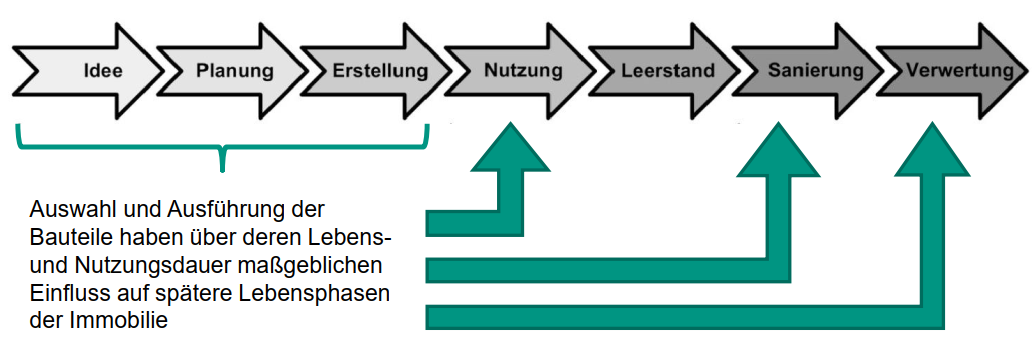 Idee
Planung
Erstellung
Nutzung
Leerstand
Sanierung
Verwertung
Auswahl und Ausführung der
Bauteile haben über deren Lebens-
und Nutzungsdauer maßgeblichen
Einfluss auf spätere Lebensphasen
der Immobilie